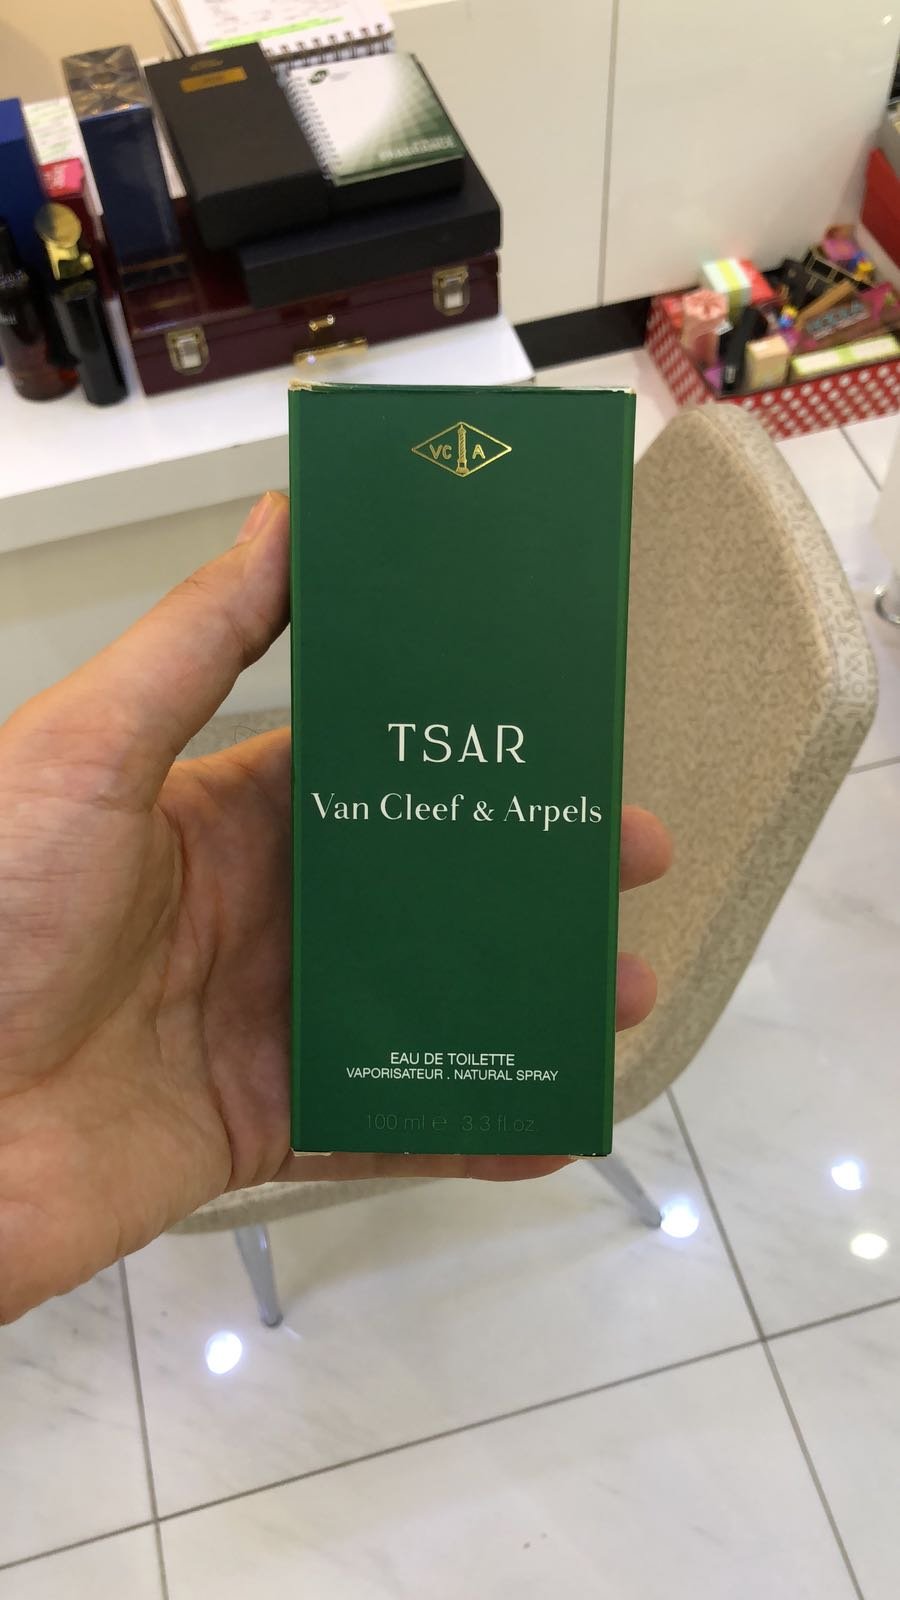 VC A
TSAR
Van Cleef & Arpels
EAU DE TOILETTE
VAPORISATEUR . NATURAL SPRAY
100 ml e 3.3 fl.oz.